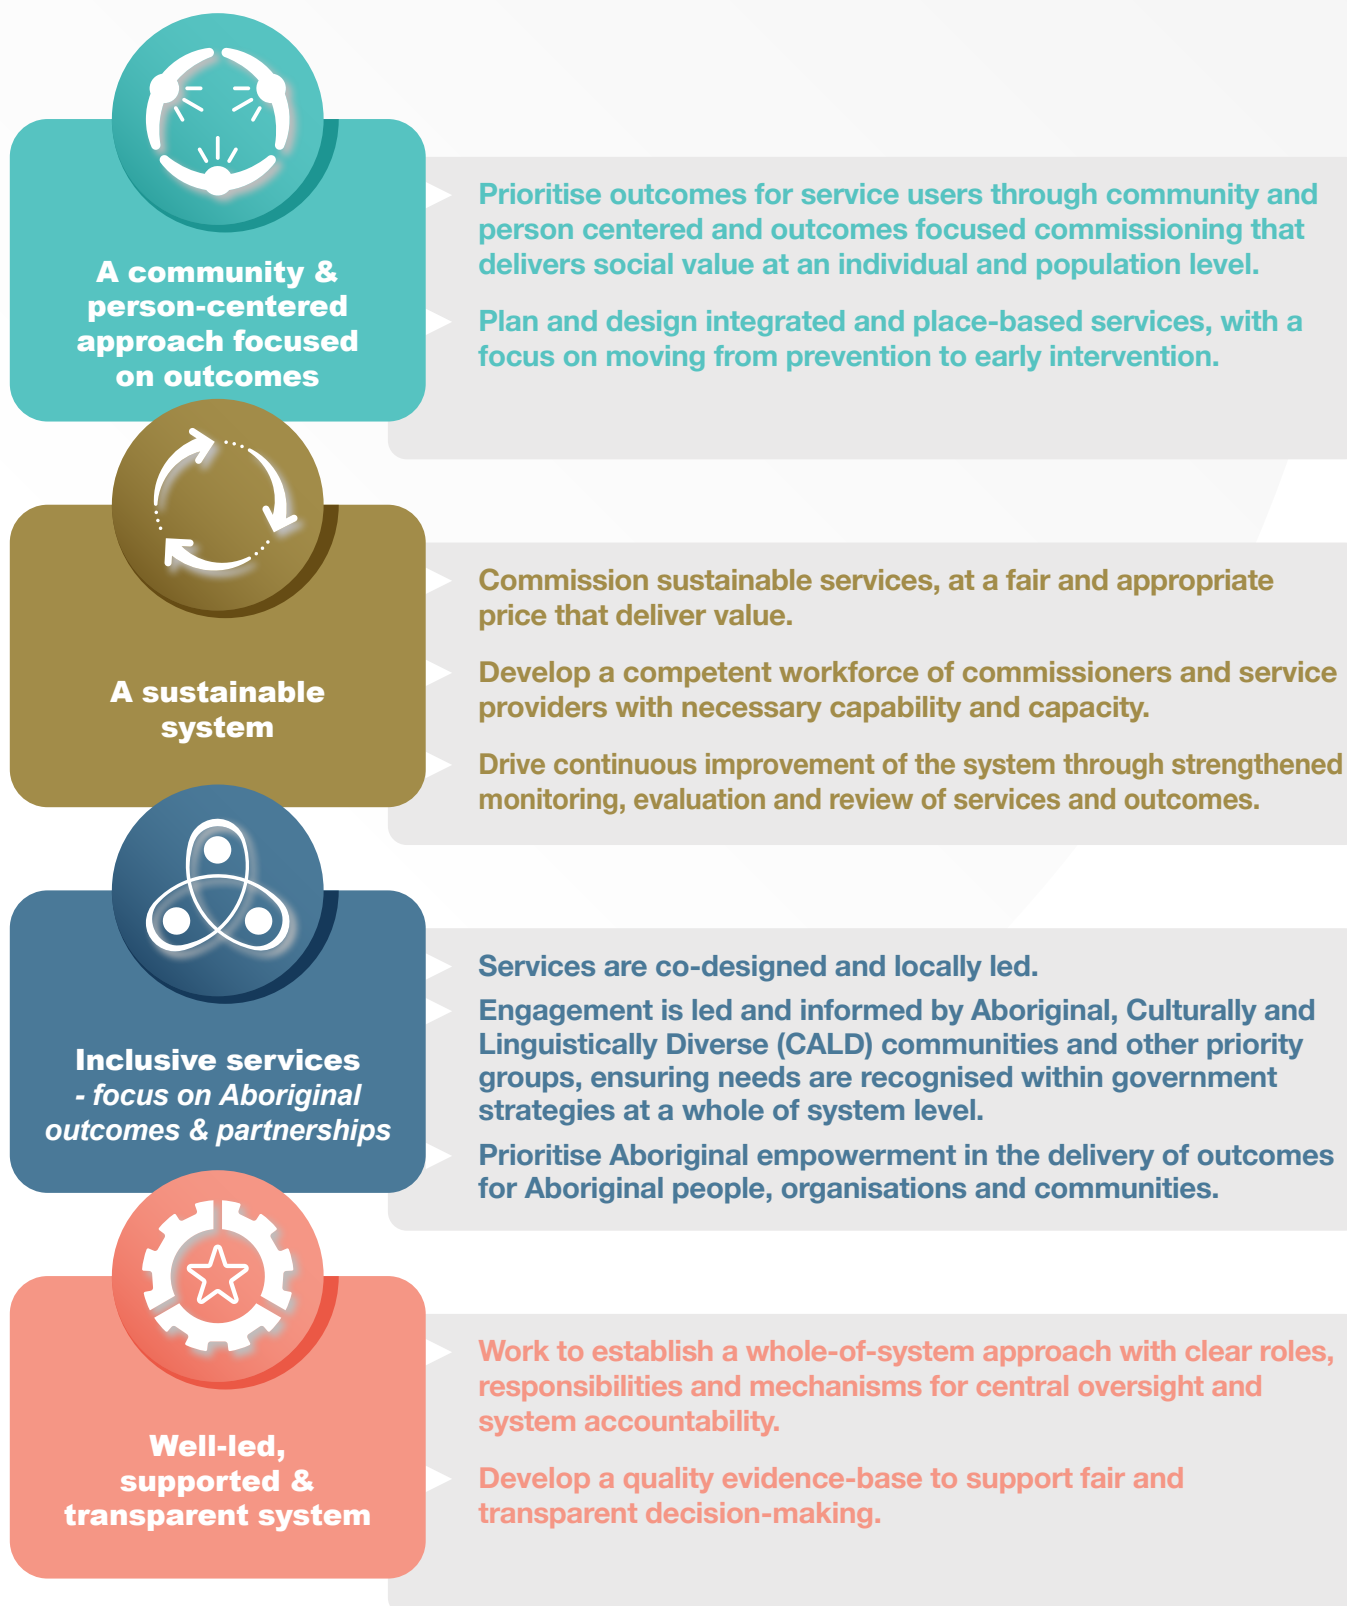 A community &
person-centered
approach focused
on outcomes
Prioritise outcomes for service users through community and
person centered and outcomes focused commissioning that
delivers social value at an individual and population level.
Plan and design integrated and place-based services, with a
focus on moving from prevention to early intervention.
A sustainable
system
Commission sustainable services, at a fair and appropriate
price that deliver value.
Develop a competent workforce of commissioners and service
providers with necessary capability and capacity.
Drive continuous improvement of the system through strengthened
monitoring, evaluation and review of services and outcomes.
Inclusive services
- focus on Aboriginal
outcomes & partnerships
Services are co-designed and locally led.
Engagement is led and informed by Aboriginal, Culturally and
Linguistically Diverse (CALD) communities and other priority
groups, ensuring needs are recognised within government
strategies at a whole of system level.
Prioritise Aboriginal empowerment in the delivery of outcomes
for Aboriginal people, organisations and communities.
Well-led,
supported &
transparent system
Work to establish a whole-of-system approach with clear roles,
responsibilities and mechanisms for central oversight and
system accountability.
Develop a quality evidence-base to support fair and
transparent decision-making.